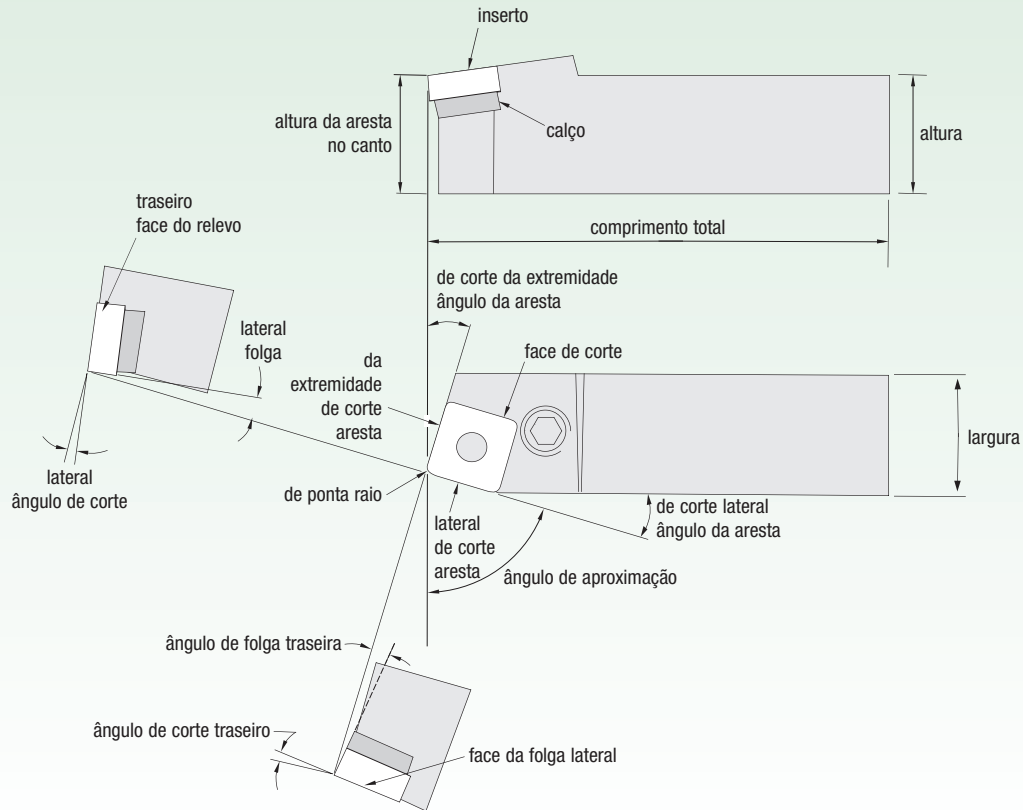 inserto
altura da aresta
no canto
calço
altura
traseiro
face do relevo
comprimento total
de corte da extremidade
ângulo da aresta
lateral
folga
da
extremidade
de corte
aresta
face de corte
largura
lateral
ângulo de corte
de ponta raio
lateral
de corte
aresta
de corte lateral
ângulo da aresta
ângulo de aproximação
ângulo de folga traseira
ângulo de corte traseiro
face da folga lateral